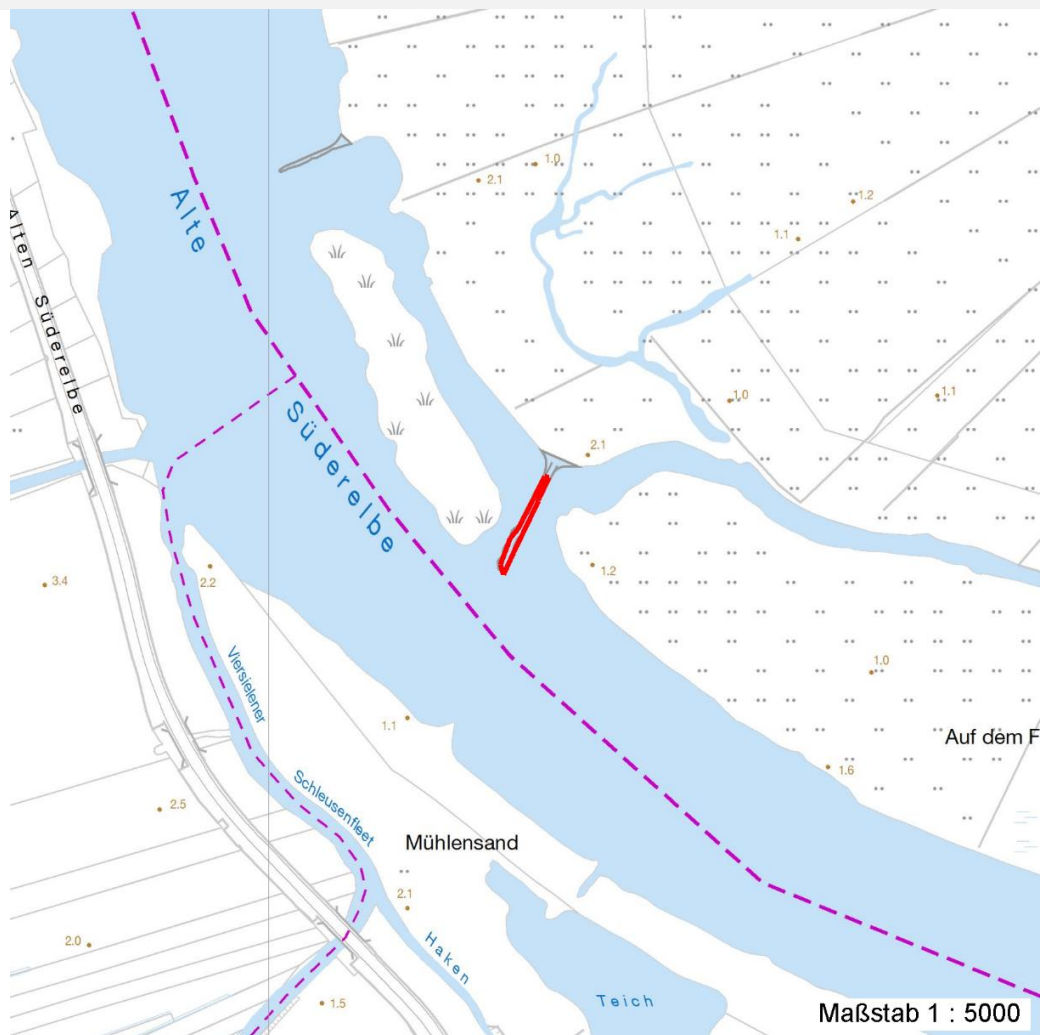 1.0
2.1
1.2
1.1
Alte
Alten Süderelbe
1.1
1.0
Süderelbe
2.1
1.2
2.2
3.4
Viersielener
1.0
1.1
Auf dem F
1.6
Schleusenfleet
2.5
Mühlensand
2.1
2.0
Haken
Teich
1.5
Maßstab 1 : 5000